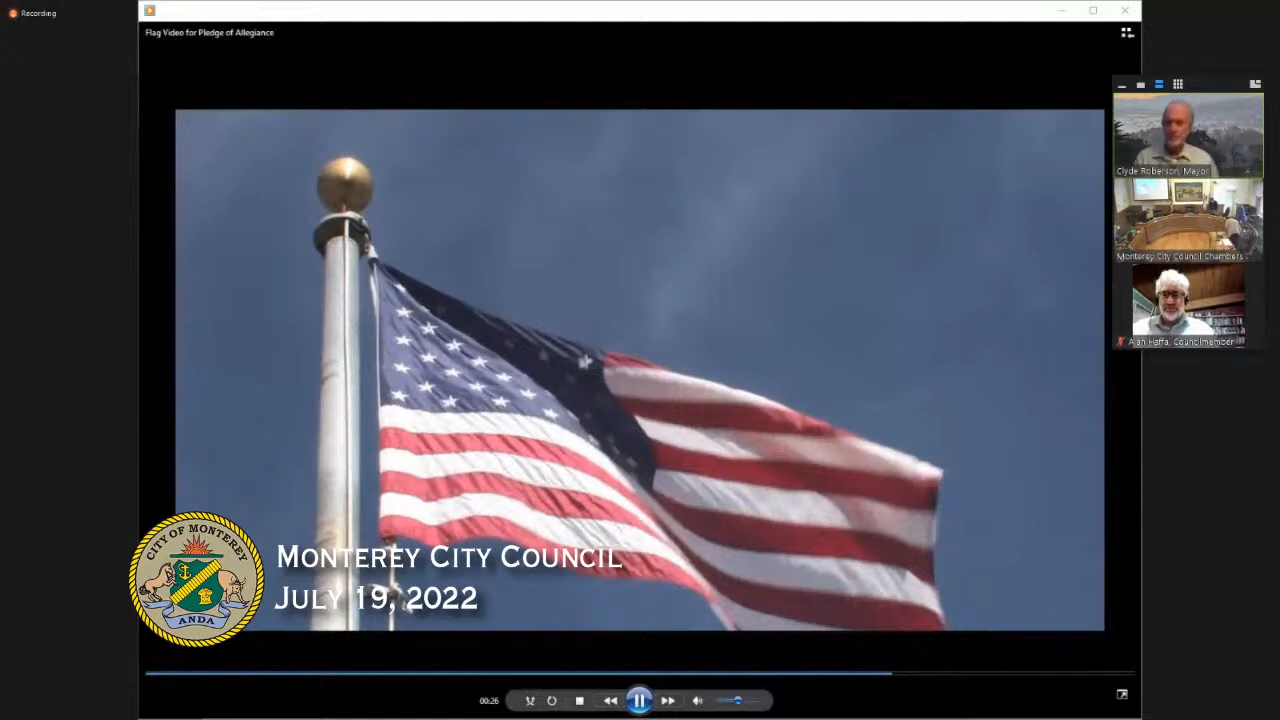 Recording
Flag Video for Pledge of Allegiance
Clyde Roberson, Mayor
Monterey City Council Chambers
Alan Haffa, Councilmember
CITY OF MONTEREY
ANDA
MONTEREY CITY COUNCIL
JULY 19, 2022
00:26